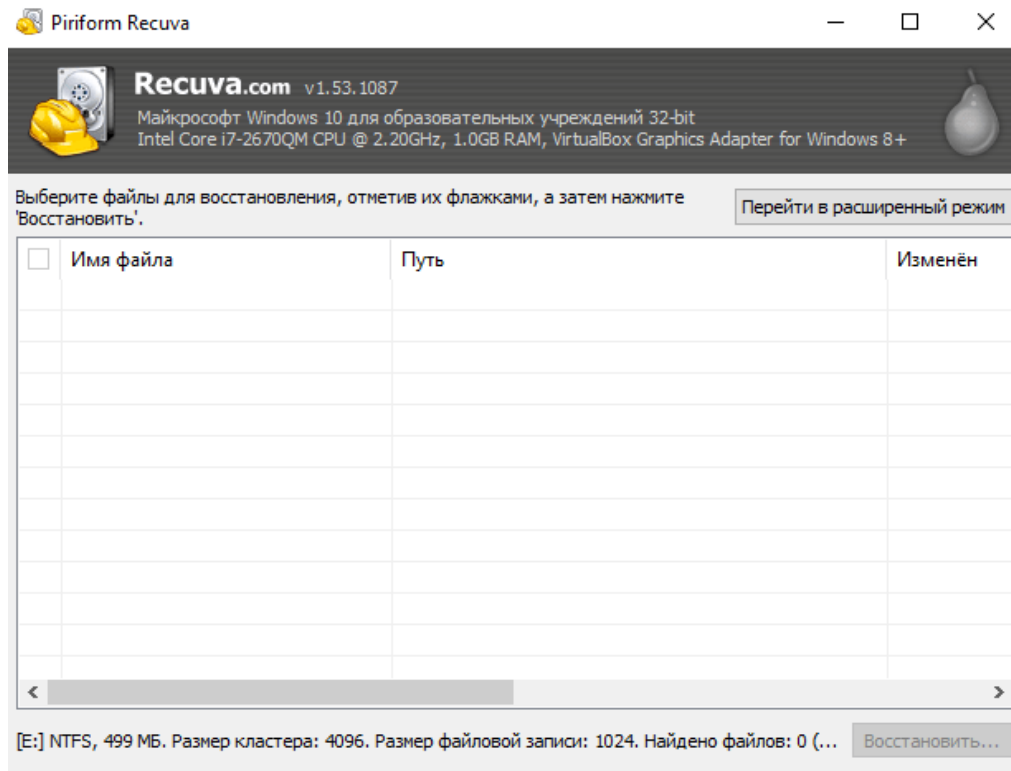 Piriform Recuva
Recuva.com v1.53.1087
Майкрософт Windows 10 для образовательных учреждений 32-bit
Intel Core i7-2670QM CPU @ 2.20GHz, 1.0GB RAM, VirtualBox Graphics Adapter for Windows 8+
Выберите файлы для восстановления, отметив их флажками, а затем нажмите
'Восстановить'.
Перейти в расширенный режим
Имя файла Путь Изменён
[E:] NTFS, 499 МБ. Размер кластера: 4096. Размер файловой записи: 1024. Найдено файлов: 0 (... Восстановить...